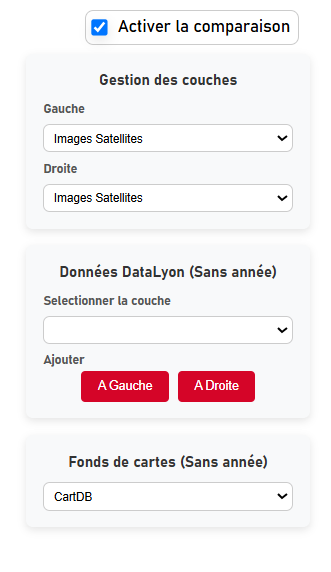 Activer la comparaison
Gestion des couches
Gauche
Images Satellites
Droite
Images Satellites
Données DataLyon (Sans année)
Selectionner la couche
Ajouter
A Gauche A Droite
Fonds de cartes (Sans année)
CartDB